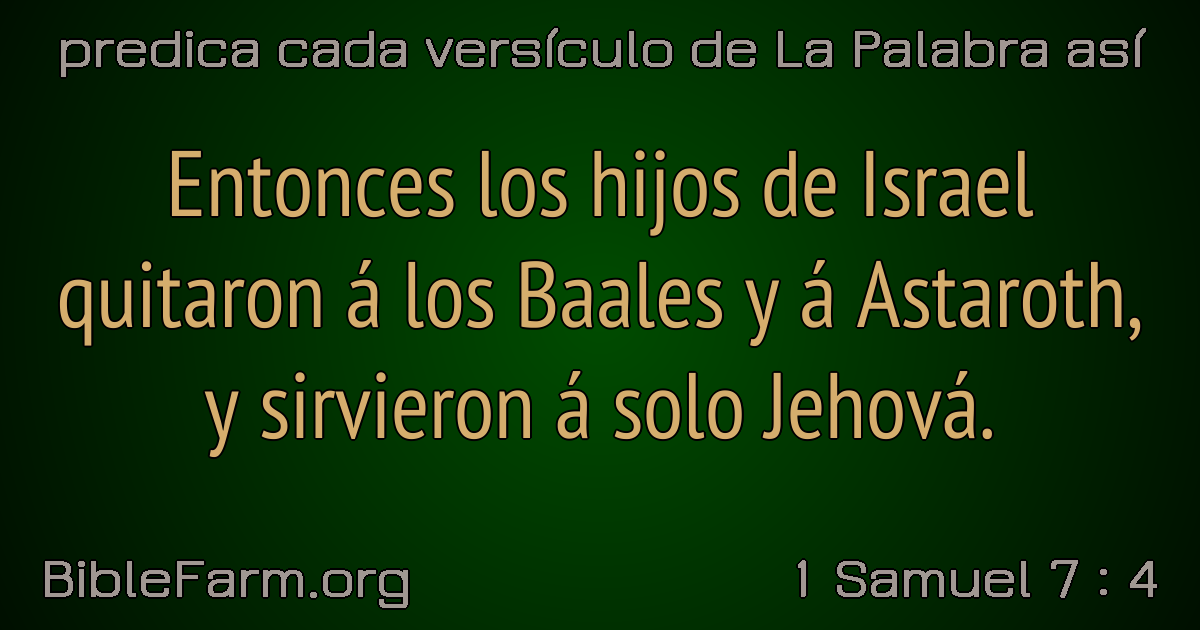 predica cada versículo de La Palabra así
Entonces los hijos de Israel
quitaron á los Baales y á Astaroth,
y sirvieron á solo Jehová.
BibleFarm.org
1 Samuel 7 : 4